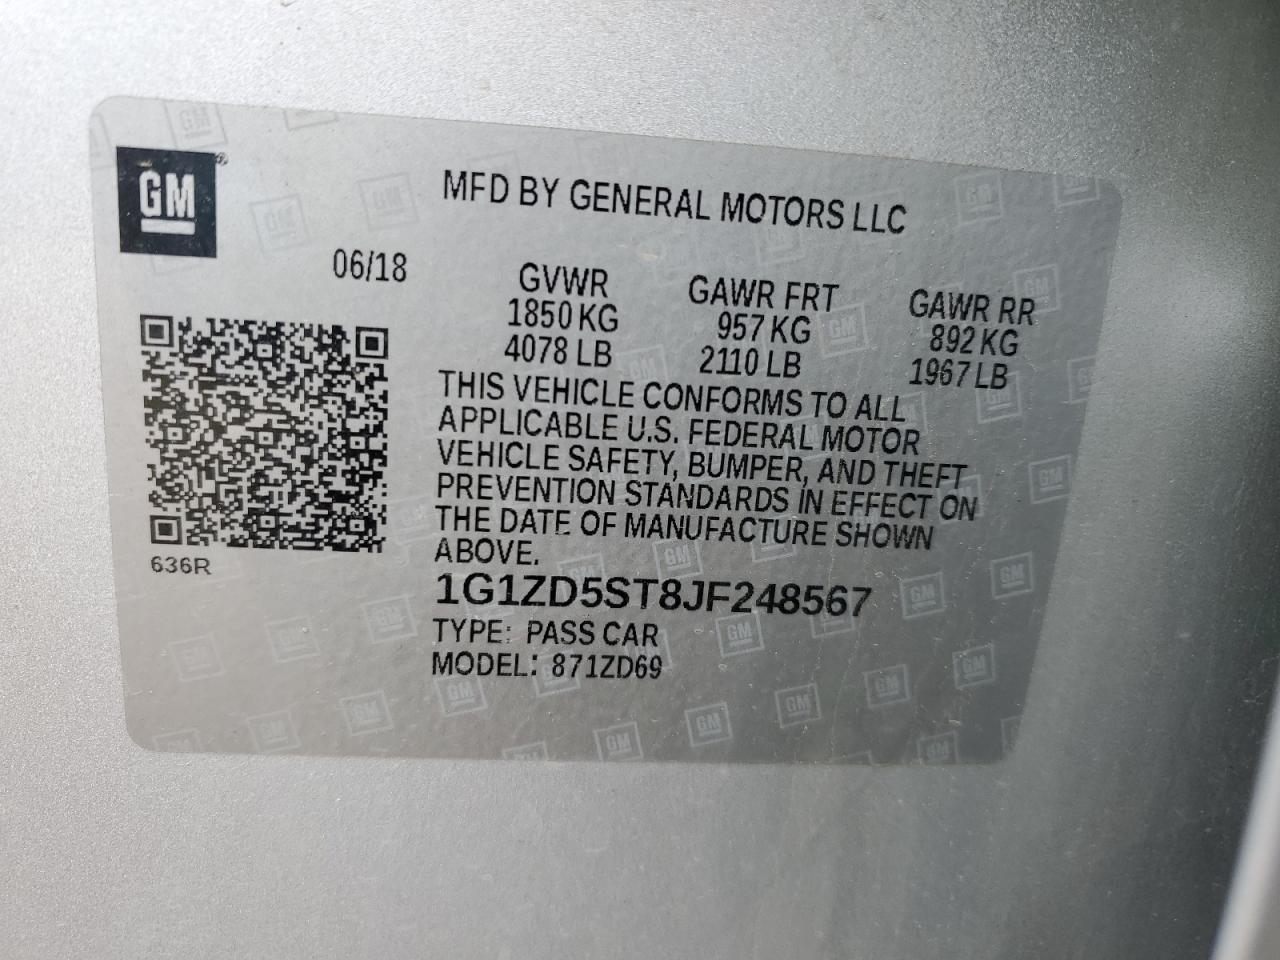 GM®
MFD BY GENERAL MOTORS LLC
06/18
GVWR GAWR FRT GAWR RR
1850 KG 957 KG 892 KG
4078 LB 2110 LB 1967 LB
THIS VEHICLE CONFORMS TO ALL
APPLICABLE U.S. FEDERAL MOTOR
VEHICLE SAFETY, BUMPER, AND THEFT
PREVENTION STANDARDS IN EFFECT ON
THE DATE OF MANUFACTURE SHOWN
ABOVE.
636R
1G1ZD5ST8JF248567
TYPE: PASS CAR
MODEL: 871ZD69